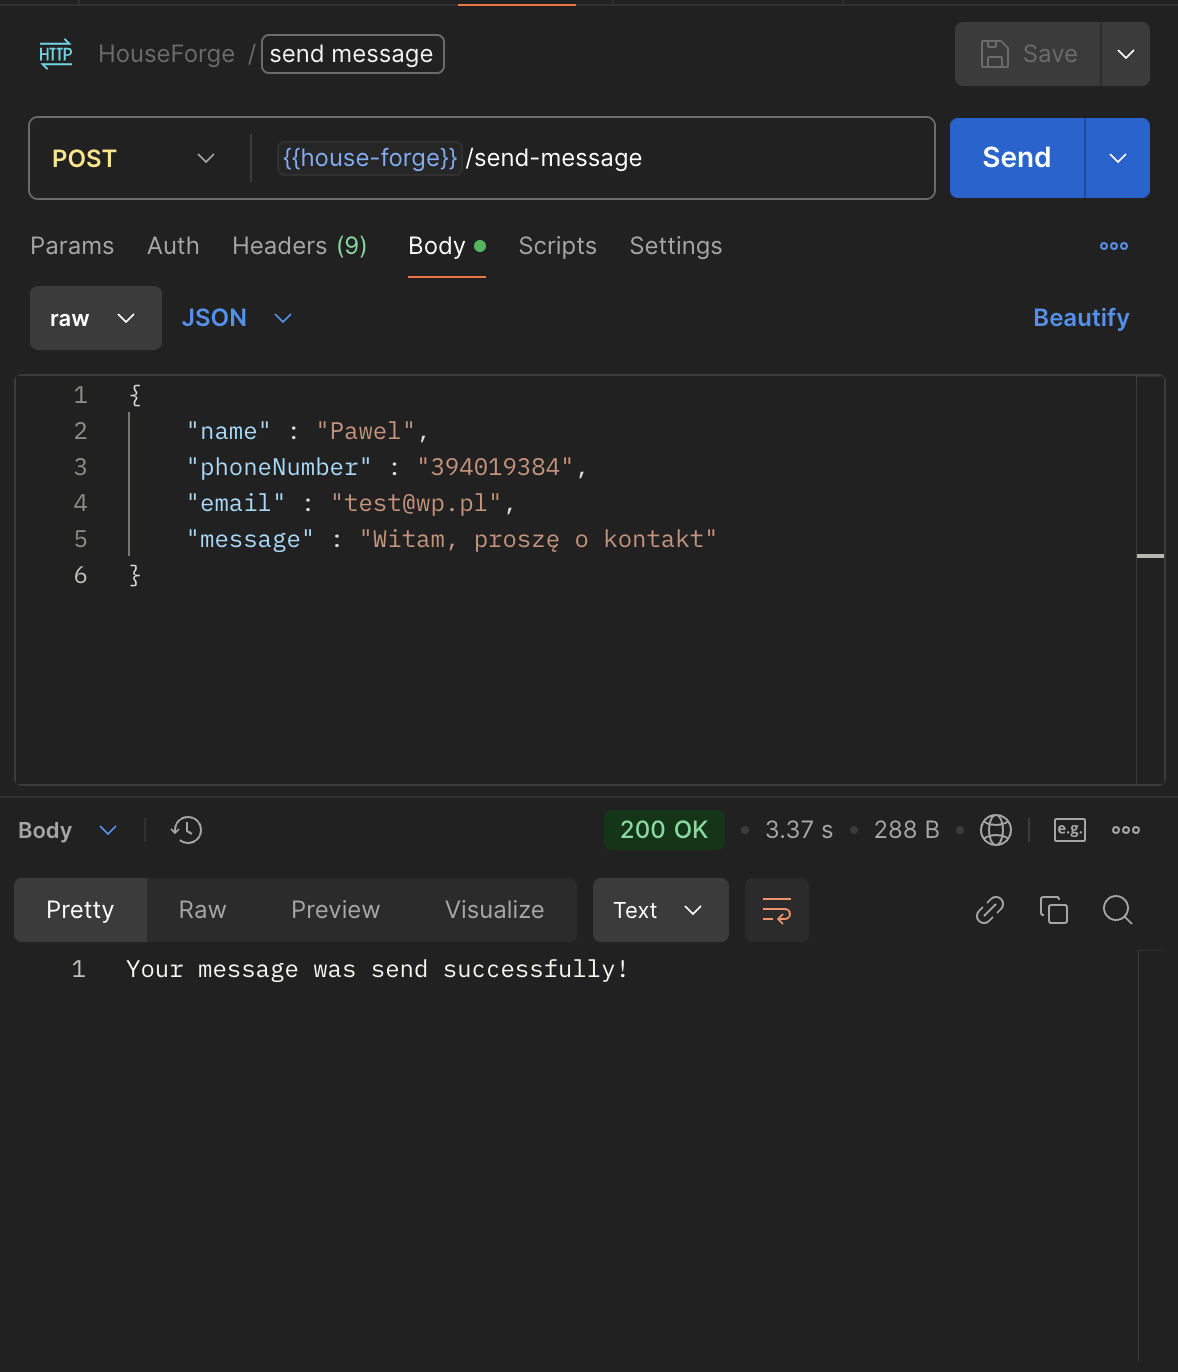 HTTP HouseForge / send message Save
POST {{house-forge}}/send-message Send
Params Auth Headers (9) Body Scripts Settings
raw JSON Beautify
1 {
2 "name" : "Pawel",
3 "phoneNumber" : "394019384",
4 "email" : "test@wp.pl",
5 "message" : "Witam, proszę o kontakt"
6 }
Body 200 OK • 3.37 s • 288 B • e.g.
Pretty Raw Preview Visualize Text
1 Your message was send successfully!